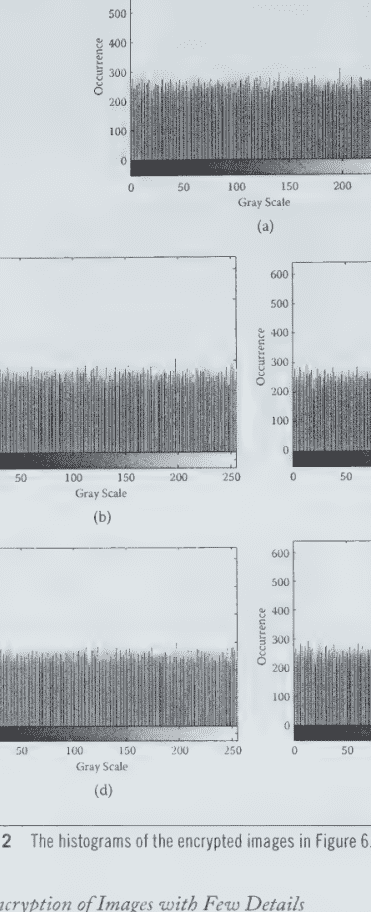 500
400
300
200
100
0
Occurrence
0 50 100 150 200
Gray Scale
(a)
50 100 150 200 250
Gray Scale
(b)
600
500
400
300
200
100
0
Occurrence
0 50
50 100 150 200 250
Gray Scale
(d)
600
500
400
300
200
100
0
Occurrence
0 50
2 The histograms of the encrypted images in Figure 6.
ncryption of Images with Few Details